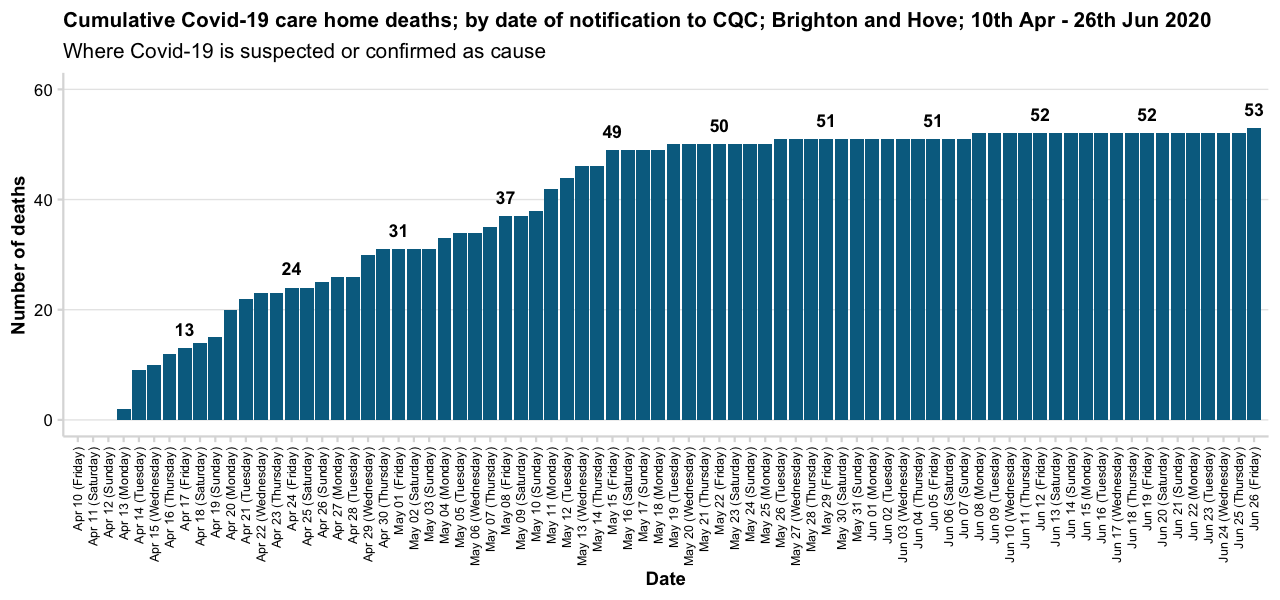 Cumulative Covid-19 care home deaths; by date of notification to CQC; Brighton and Hove; 10th Apr - 26th Jun 2020
Where Covid-19 is suspected or confirmed as cause
Number of deaths
60
40
20
0
13
24
31
37
49
50
51
51
52
52
53
Apr 10 (Friday)
Apr 11 (Saturday)
Apr 12 (Sunday)
Apr 13 (Monday)
Apr 14 (Tuesday)
Apr 15 (Wednesday)
Apr 16 (Thursday)
Apr 17 (Friday)
Apr 18 (Saturday)
Apr 19 (Sunday)
Apr 20 (Monday)
Apr 21 (Tuesday)
Apr 22 (Wednesday)
Apr 23 (Thursday)
Apr 24 (Friday)
Apr 25 (Saturday)
Apr 26 (Sunday)
Apr 27 (Monday)
Apr 28 (Tuesday)
Apr 29 (Wednesday)
Apr 30 (Thursday)
May 01 (Friday)
May 02 (Saturday)
May 03 (Sunday)
May 04 (Monday)
May 05 (Tuesday)
May 06 (Wednesday)
May 07 (Thursday)
May 08 (Friday)
May 09 (Saturday)
May 10 (Sunday)
May 11 (Monday)
May 12 (Tuesday)
May 13 (Wednesday)
May 14 (Thursday)
May 15 (Friday)
May 16 (Saturday)
May 17 (Sunday)
May 18 (Monday)
May 19 (Tuesday)
May 20 (Wednesday)
May 21 (Thursday)
May 22 (Friday)
May 23 (Saturday)
May 24 (Sunday)
May 25 (Monday)
May 26 (Tuesday)
May 27 (Wednesday)
May 28 (Thursday)
May 29 (Friday)
May 30 (Saturday)
May 31 (Sunday)
Jun 01 (Monday)
Jun 02 (Tuesday)
Jun 03 (Wednesday)
Jun 04 (Thursday)
Jun 05 (Friday)
Jun 06 (Saturday)
Jun 07 (Sunday)
Jun 08 (Monday)
Jun 09 (Tuesday)
Jun 10 (Wednesday)
Jun 11 (Thursday)
Jun 12 (Friday)
Jun 13 (Saturday)
Jun 14 (Sunday)
Jun 15 (Monday)
Jun 16 (Tuesday)
Jun 17 (Wednesday)
Jun 18 (Thursday)
Jun 19 (Friday)
Jun 20 (Saturday)
Jun 21 (Sunday)
Jun 22 (Monday)
Jun 23 (Tuesday)
Jun 24 (Wednesday)
Jun 25 (Thursday)
Jun 26 (Friday)
Date